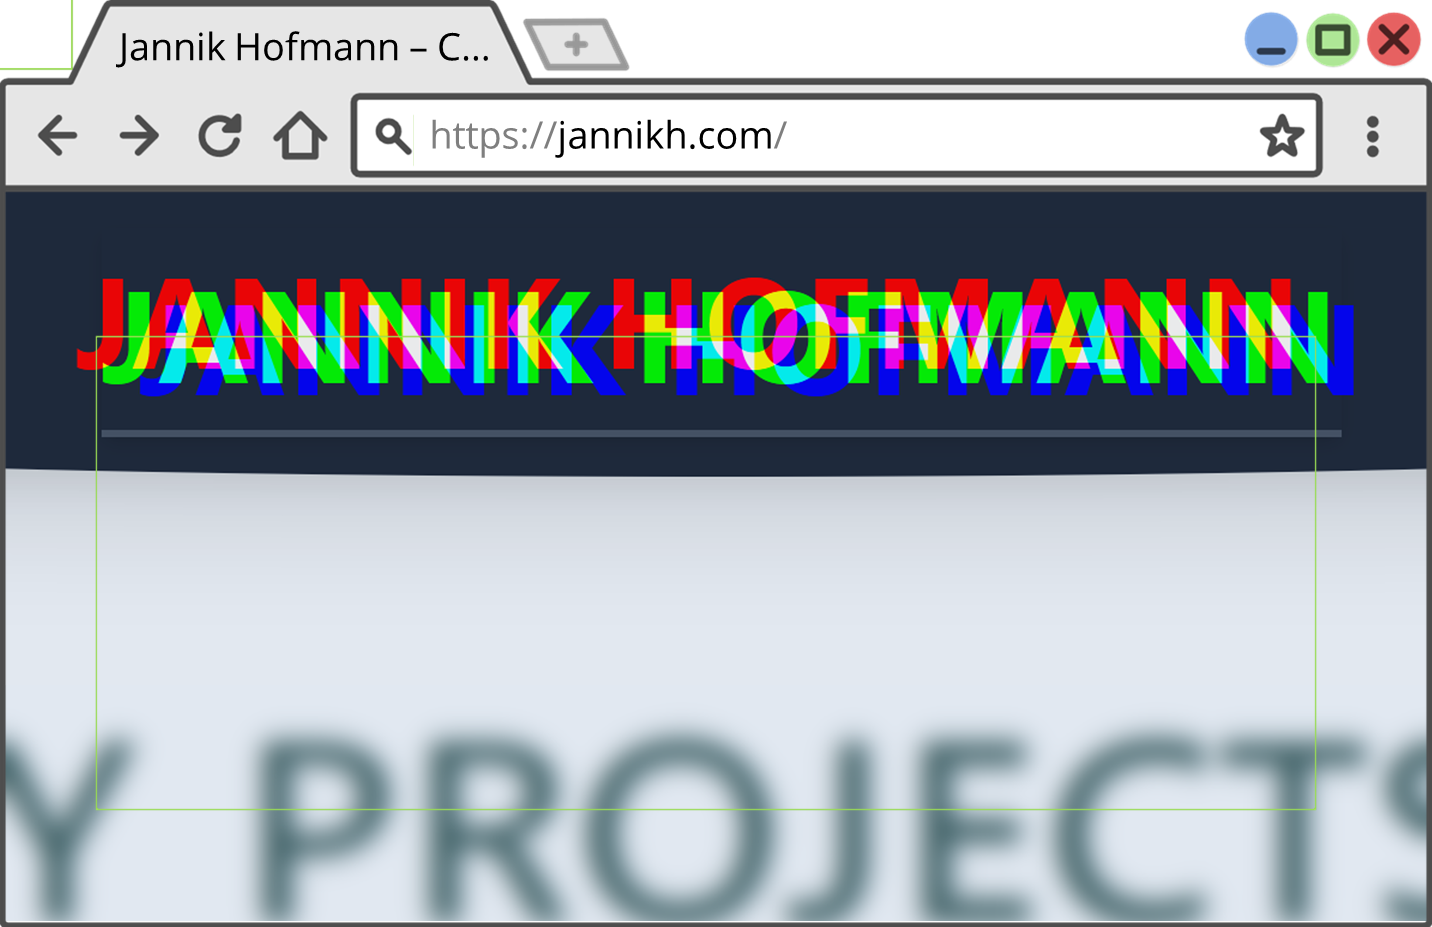 Jannik Hofmann – C...
https://jannikh.com/
JANNIK HOFMANN
Y PROJECTS